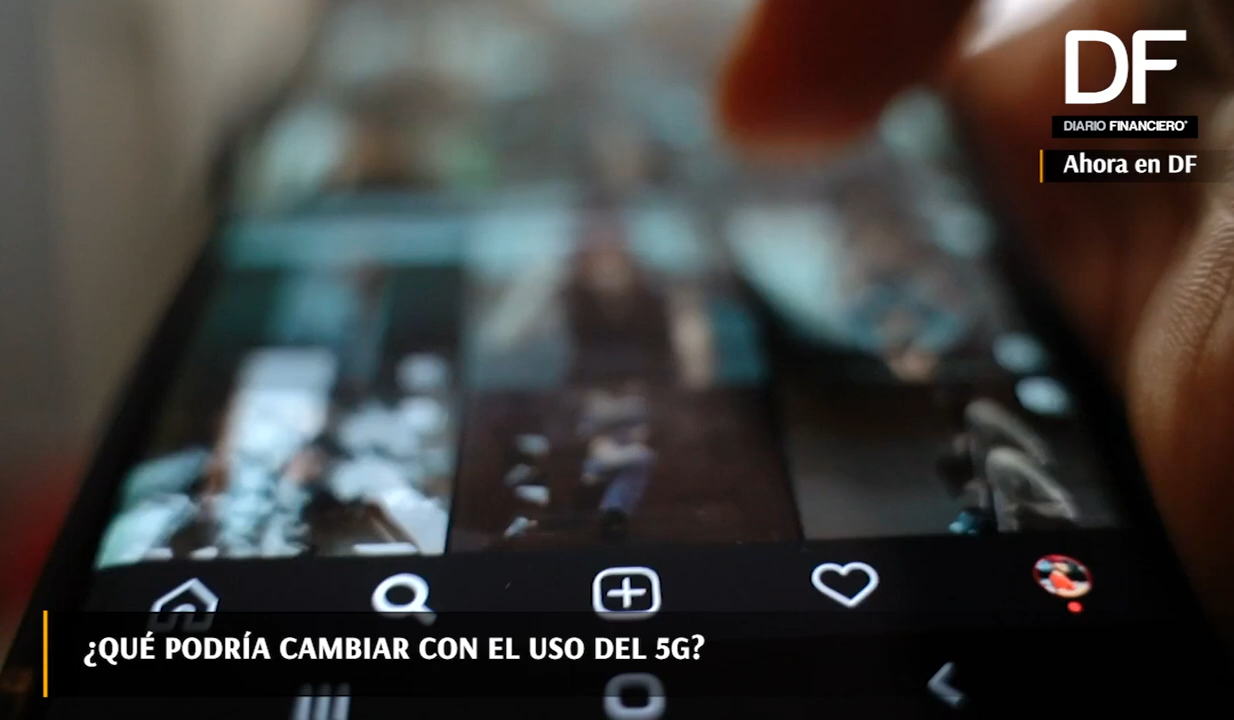 DF
DIARIO FINANCIERO®
Ahora en DF
¿QUÉ PODRÍA CAMBIAR CON EL USO DEL 5G?